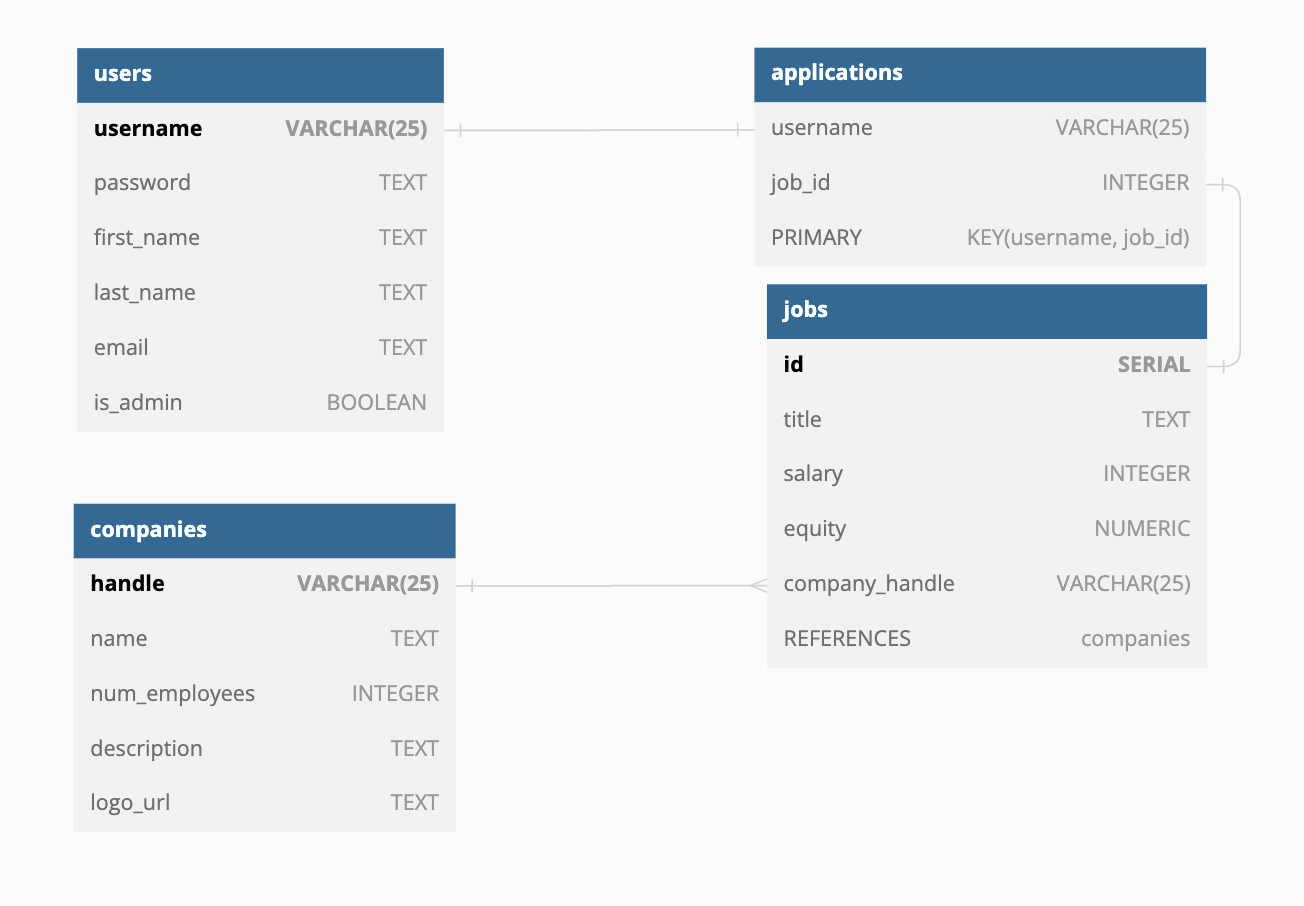 users
username VARCHAR(25)
password TEXT
first_name TEXT
last_name TEXT
email TEXT
is_admin BOOLEAN
applications
username VARCHAR(25)
job_id INTEGER
PRIMARY KEY(username, job_id)
jobs
id SERIAL
title TEXT
salary INTEGER
equity NUMERIC
company_handle VARCHAR(25)
REFERENCES companies
companies
handle VARCHAR(25)
name TEXT
num_employees INTEGER
description TEXT
logo_url TEXT